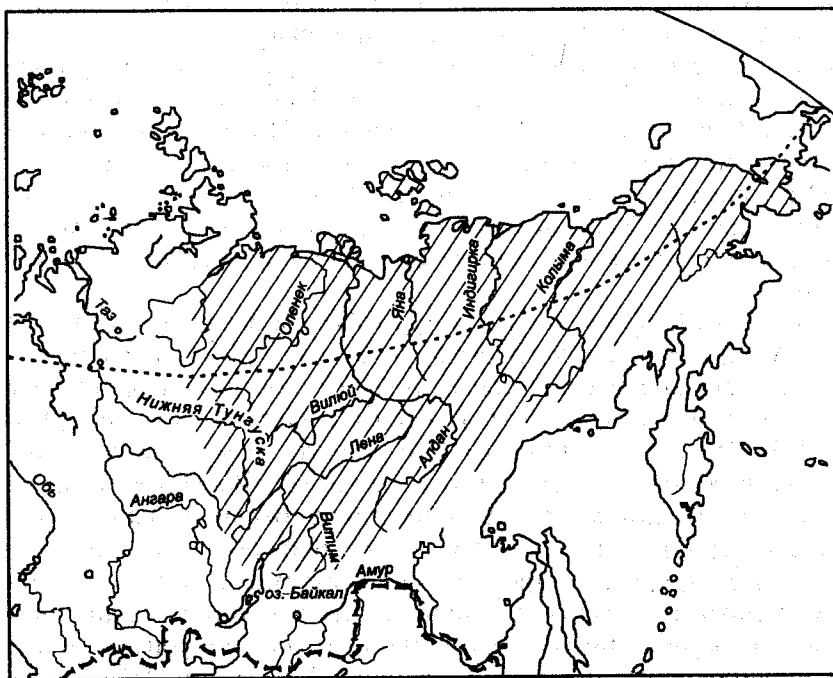 Таз
Оленек
Яна
Индигирка
Колыма
Нижняя Тунгуска
Вилюй
Лена
Алдан
Обь
Ангара
Витим
Амур
оз. Байкал